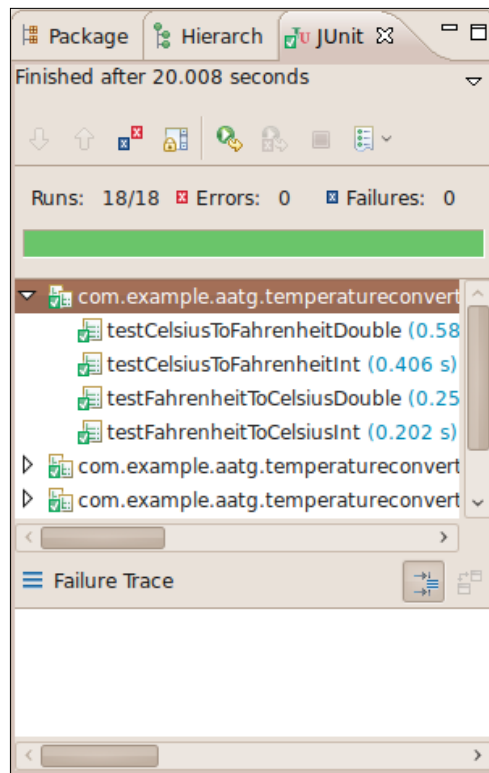 Package Hierarch JU JUnit
Finished after 20.008 seconds
Runs: 18/18 Errors: 0 Failures: 0
com.example.aatg.temperatureconvert
testCelsiusToFahrenheitDouble (0.58
testCelsiusToFahrenheitInt (0.406 s)
testFahrenheitToCelsiusDouble (0.25
testFahrenheitToCelsiusInt (0.202 s)
com.example.aatg.temperatureconvert
com.example.aatg.temperatureconvert
Failure Trace